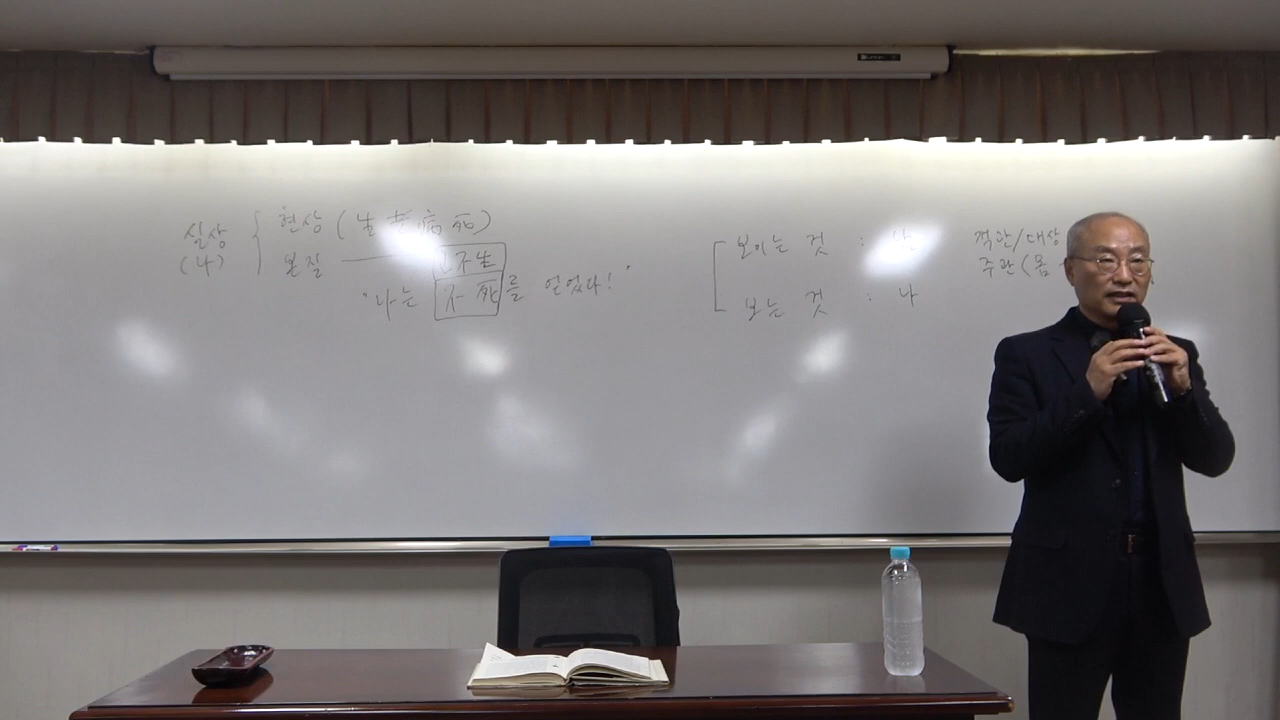 실상 { 현상 (生老病死)
(나) 본질 — 不生
"나는 不死를 얻었다!"
보이는 것 :
보는 것 : 나
객관/대상
주관(몸